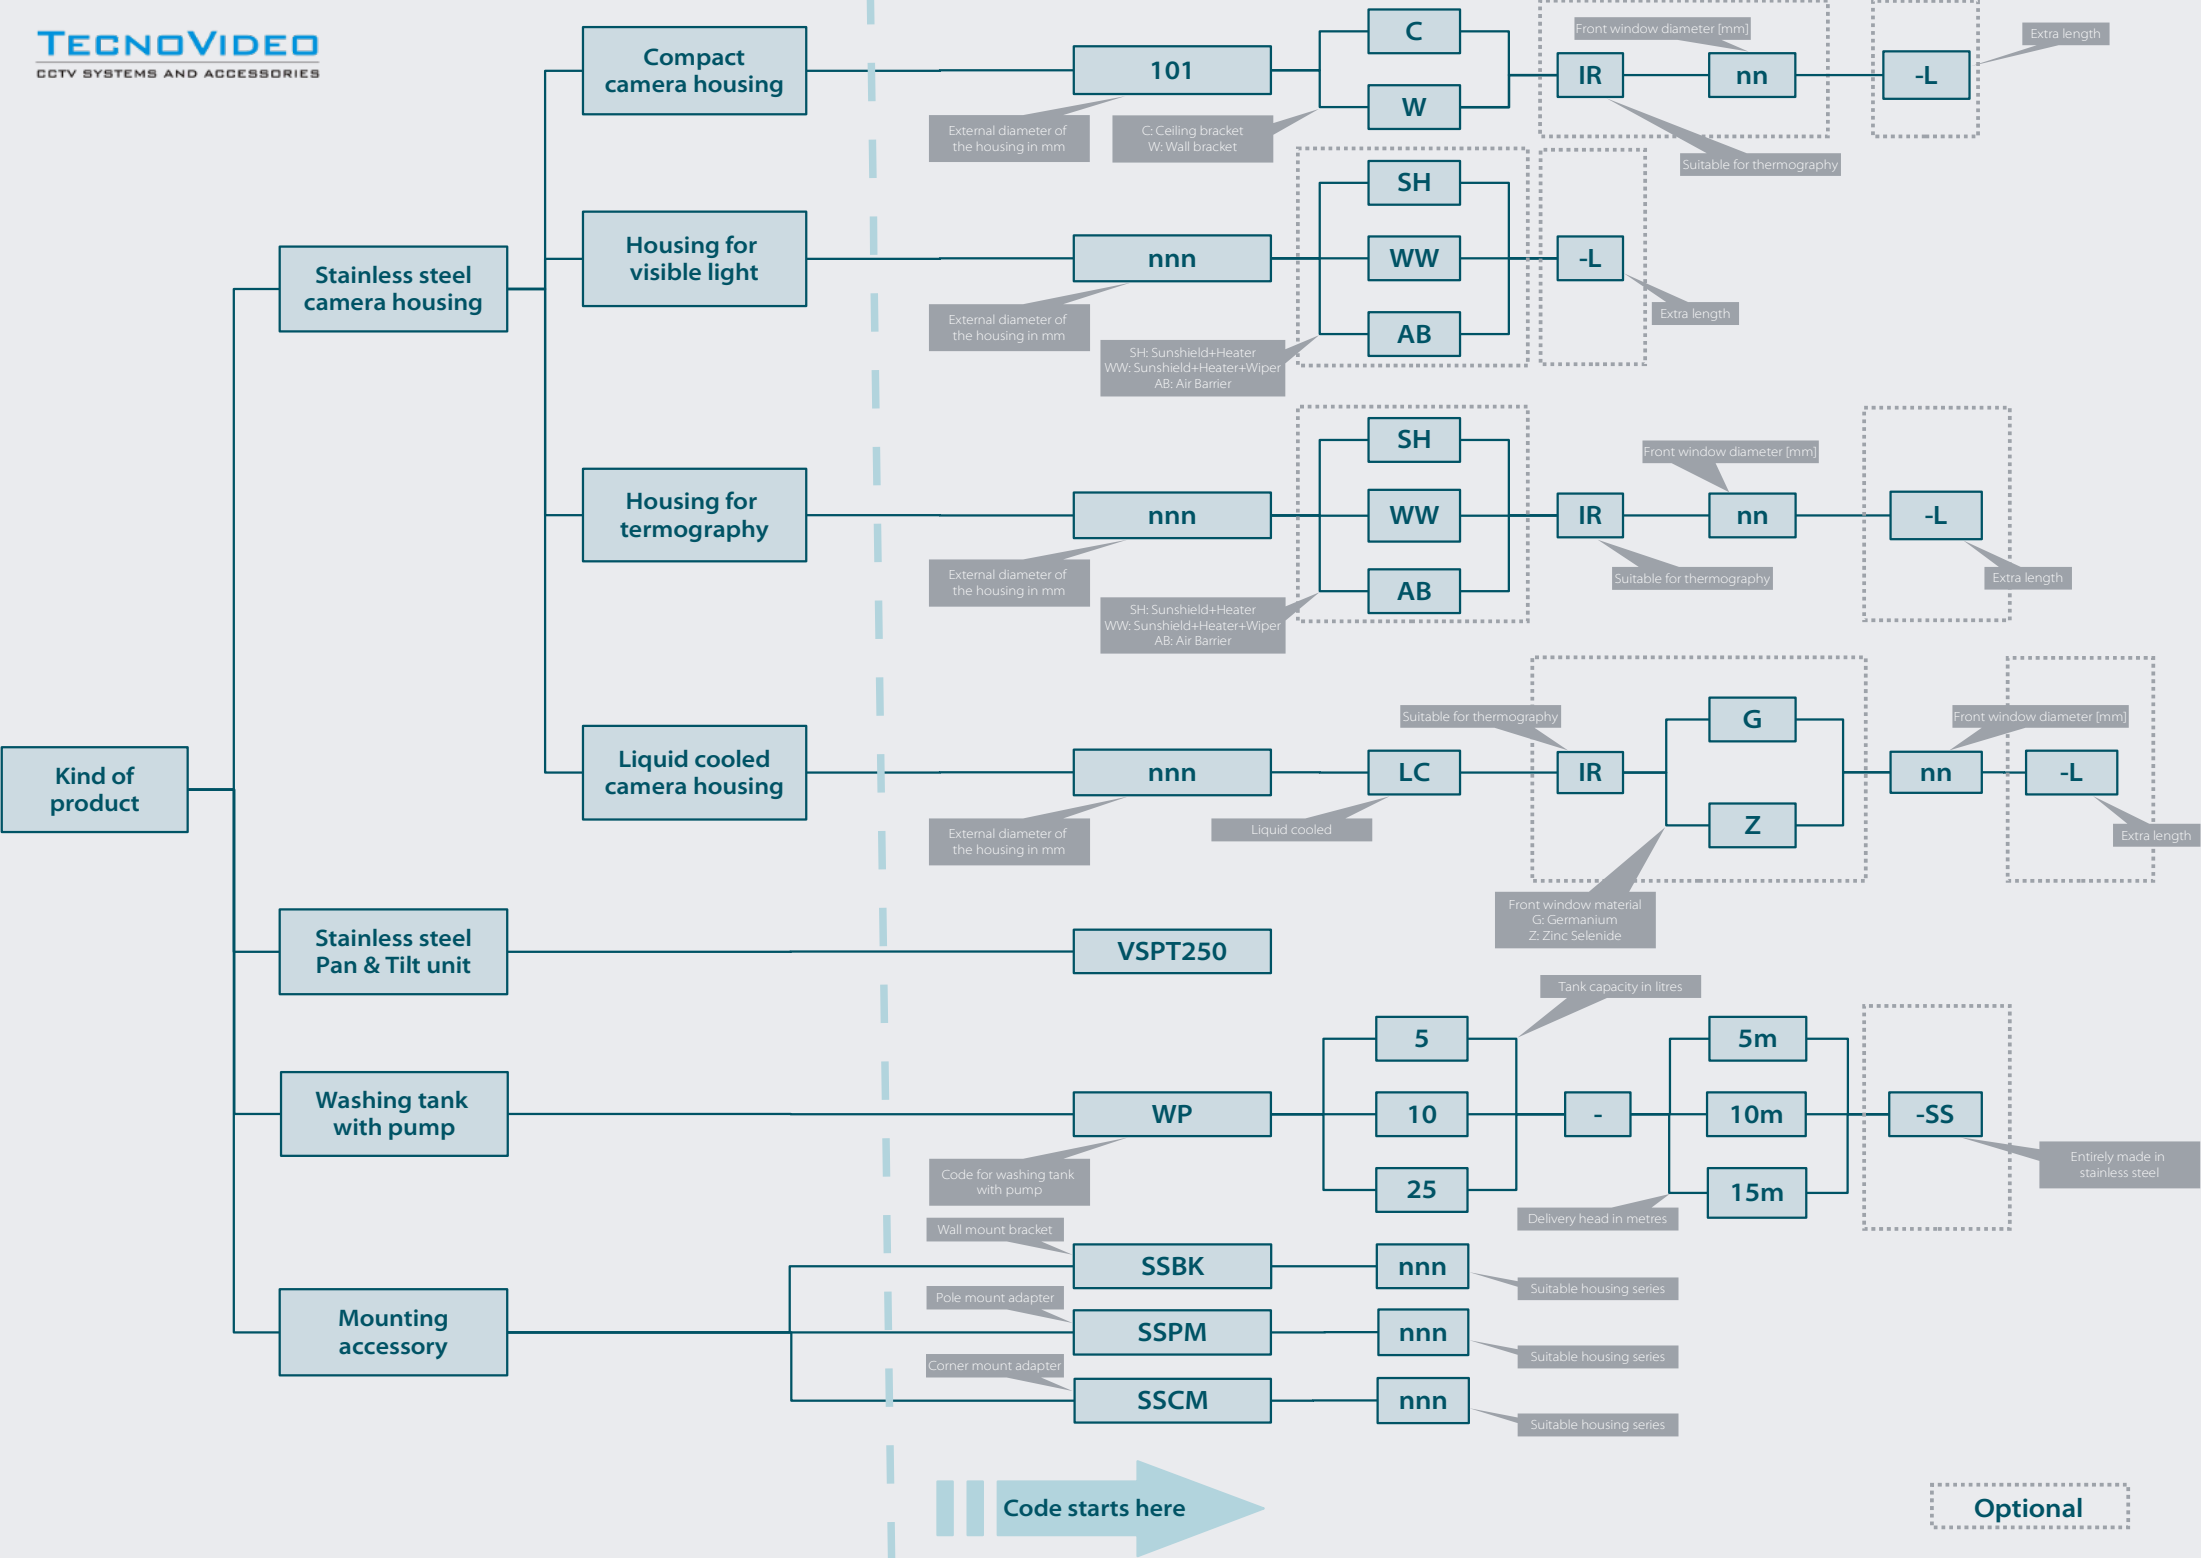 TECNOVIDEO
CCTV SYSTEMS AND ACCESSORIES
Kind of
product
Stainless steel
camera housing
Compact
camera housing
101
External diameter of
the housing in mm
C
W
C: Ceiling bracket
W: Wall bracket
Front window diameter [mm]
IR
nn
Suitable for thermography
-L
Extra length
Housing for
visible light
nnn
External diameter of
the housing in mm
SH
WW
AB
SH: Sunshield+Heater
WW: Sunshield+Heater+Wiper
AB: Air Barrier
-L
Extra length
Housing for
termography
nnn
External diameter of
the housing in mm
SH
WW
AB
SH: Sunshield+Heater
WW: Sunshield+Heater+Wiper
AB: Air Barrier
IR
Suitable for thermography
Front window diameter [mm]
nn
-L
Extra length
Liquid cooled
camera housing
nnn
External diameter of
the housing in mm
LC
Liquid cooled
Suitable for thermography
IR
G
Z
Front window material
G: Germanium
Z: Zinc Selenide
Front window diameter [mm]
nn
-L
Extra length
Stainless steel
Pan & Tilt unit
VSPT250
Washing tank
with pump
WP
Code for washing tank
with pump
5
10
25
Tank capacity in litres
-
5m
10m
15m
Delivery head in metres
-SS
Entirely made in
stainless steel
Mounting
accessory
Wall mount bracket
SSBK
nnn
Suitable housing series
Pole mount adapter
SSPM
nnn
Suitable housing series
Corner mount adapter
SSCM
nnn
Suitable housing series
Code starts here
Optional